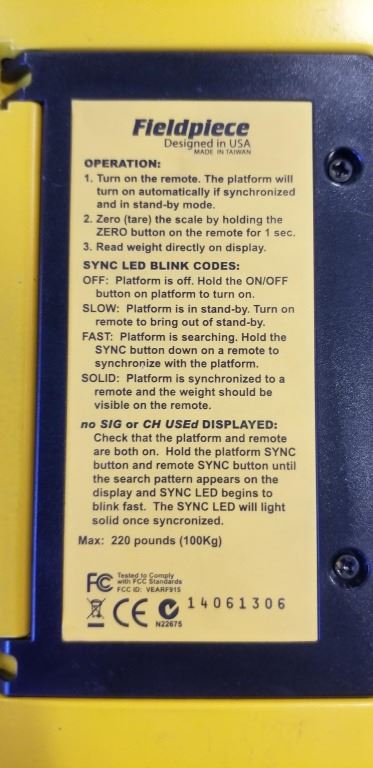 Fieldpiece
Designed in USA
MADE IN TAIWAN
OPERATION:
1. Turn on the remote. The platform will
turn on automatically if synchronized
and in stand-by mode.
2. Zero (tare) the scale by holding the
ZERO button on the remote for 1 sec.
3. Read weight directly on display.
SYNC LED BLINK CODES:
OFF: Platform is off. Hold the ON/OFF
button on platform to turn on.
SLOW: Platform is in stand-by. Turn on
remote to bring out of stand-by.
FAST: Platform is searching. Hold the
SYNC button down on a remote to
synchronize with the platform.
SOLID: Platform is synchronized to a
remote and the weight should be
visible on the remote.
no SIG or CH USEd DISPLAYED:
Check that the platform and remote
are both on. Hold the platform SYNC
button and remote SYNC button until
the search pattern appears on the
display and SYNC LED begins to
blink fast. The SYNC LED will light
solid once syncronized.
Max: 220 pounds (100Kg)
FC Tested to Comply
with FCC Standards
FCC ID: VEARF915
CE N22675 14061306